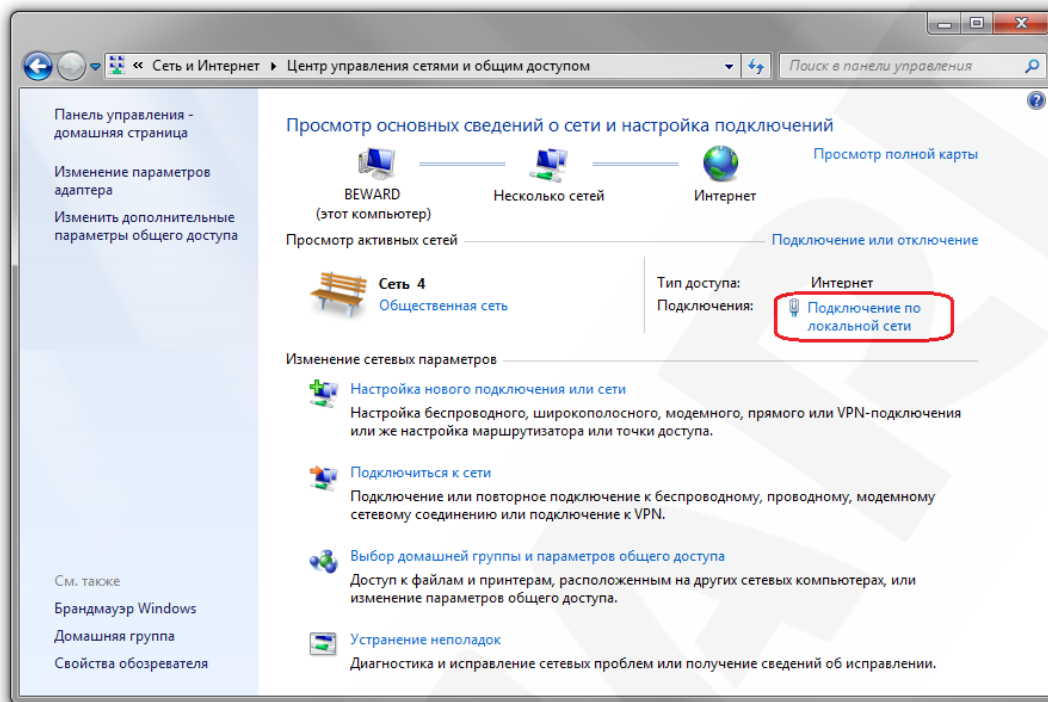 « Сеть и Интернет ▸ Центр управления сетями и общим доступом
Поиск в панели управления
Панель управления -
домашняя страница
Изменение параметров
адаптера
Изменить дополнительные
параметры общего доступа
См. также
Брандмауэр Windows
Домашняя группа
Свойства обозревателя
Просмотр основных сведений о сети и настройка подключений
Просмотр полной карты
BEWARD
(этот компьютер)
Несколько сетей
Интернет
Просмотр активных сетей
Подключение или отключение
Сеть 4
Общественная сеть
Тип доступа: Интернет
Подключения: Подключение по
локальной сети
Изменение сетевых параметров
Настройка нового подключения или сети
Настройка беспроводного, широкополосного, модемного, прямого или VPN-подключения
или же настройка маршрутизатора или точки доступа.
Подключиться к сети
Подключение или повторное подключение к беспроводному, проводному, модемному
сетевому соединению или подключение к VPN.
Выбор домашней группы и параметров общего доступа
Доступ к файлам и принтерам, расположенным на других сетевых компьютерах, или
изменение параметров общего доступа.
Устранение неполадок
Диагностика и исправление сетевых проблем или получение сведений об исправлении.